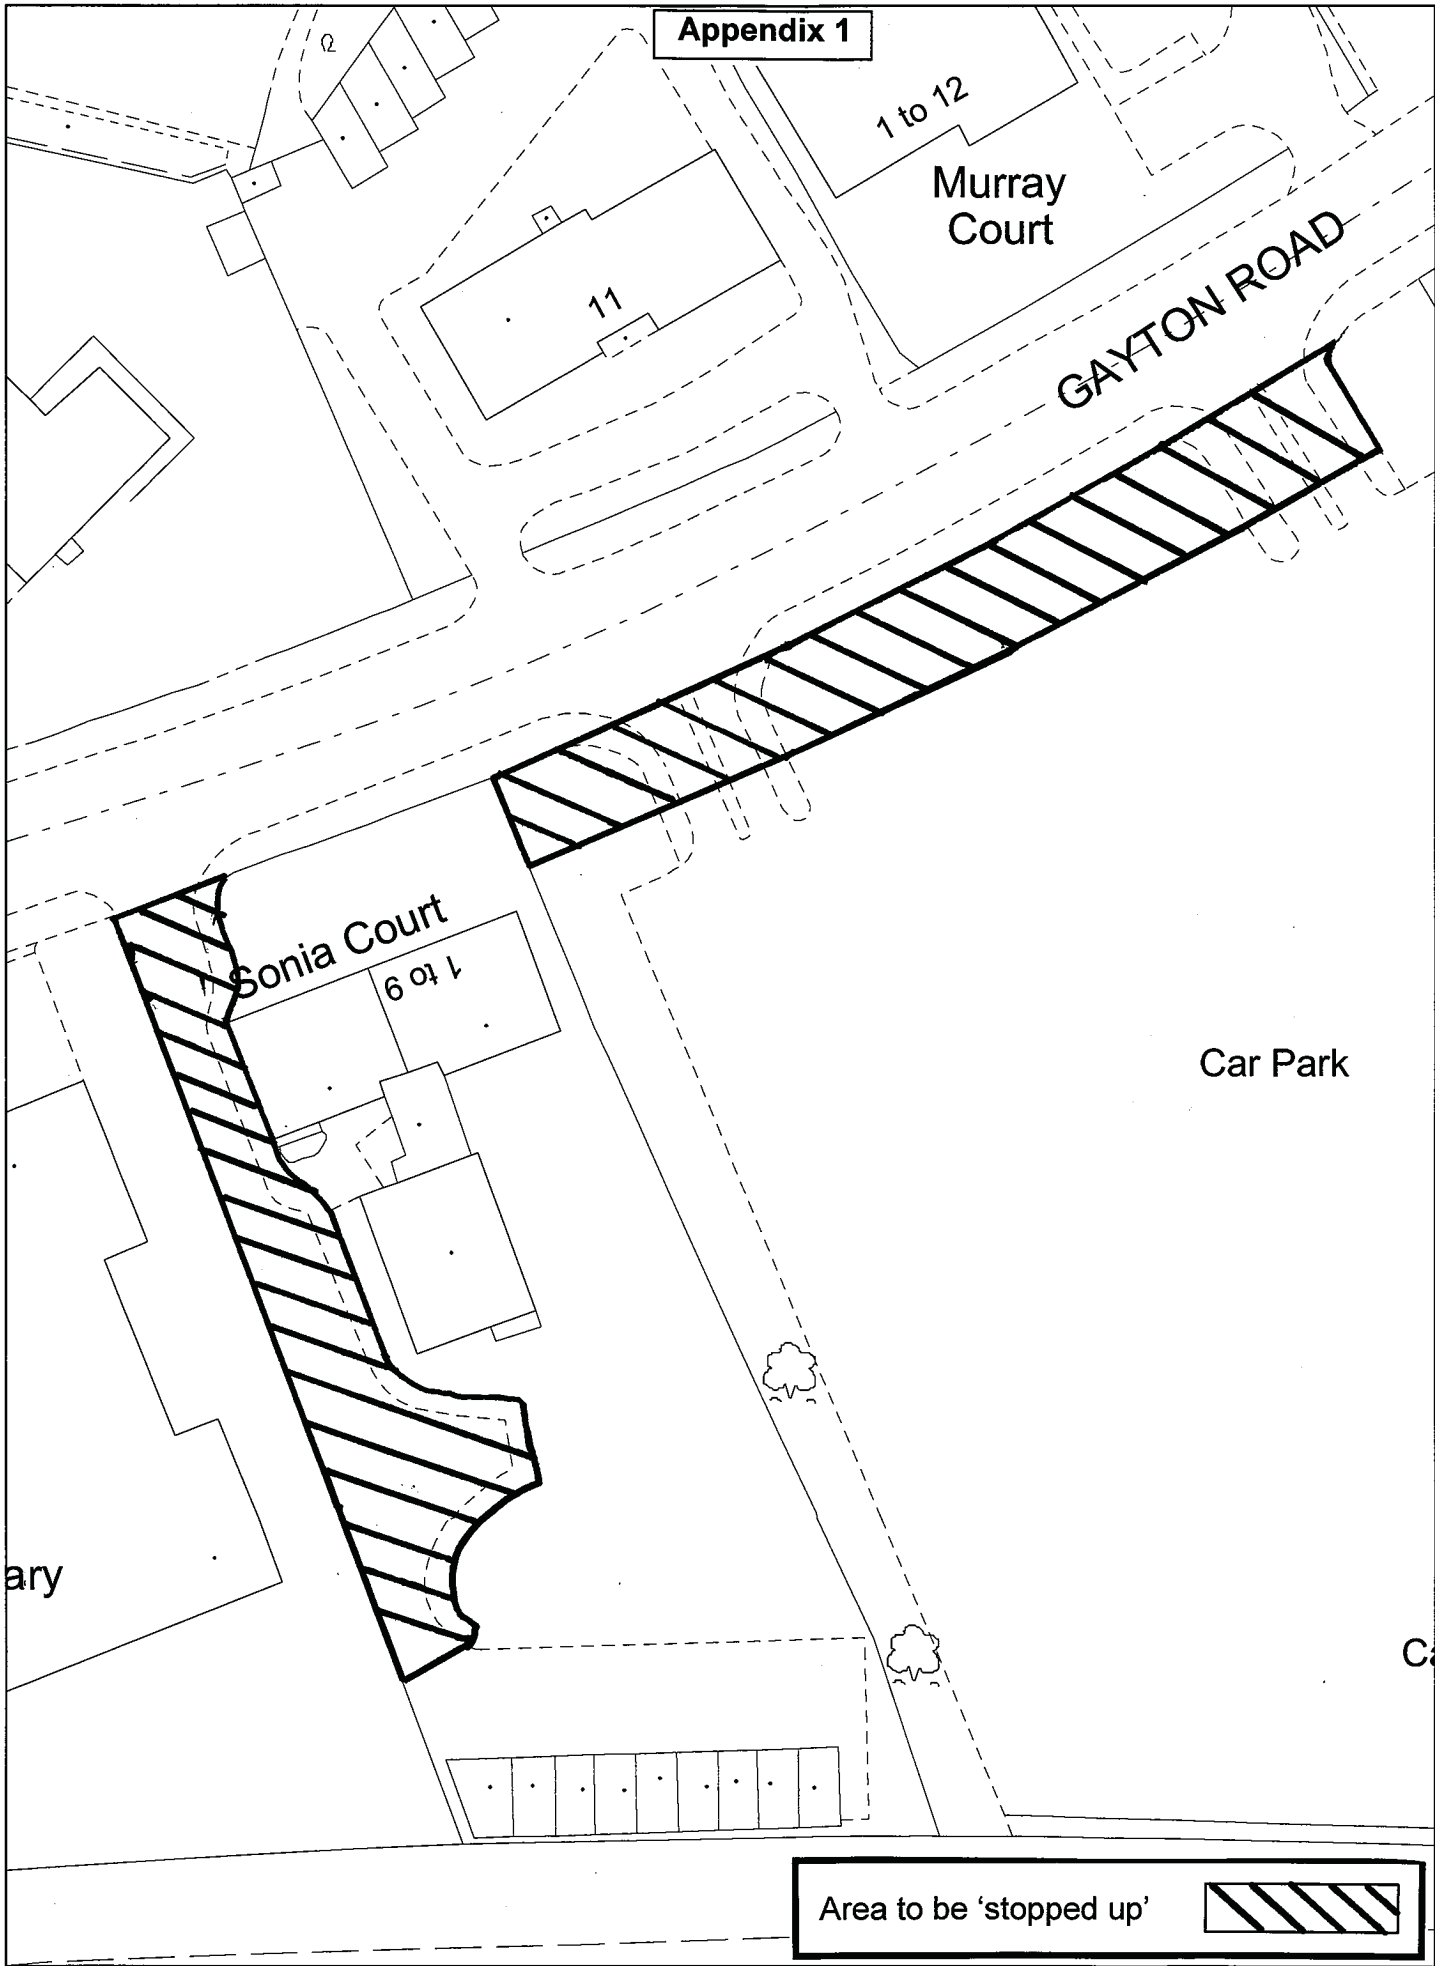 Appendix 1
1 to 12
Murray
Court
11
GAYTON ROAD
Sonia Court
1 to 9
Car Park
ary
Ca
Area to be ‘stopped up’